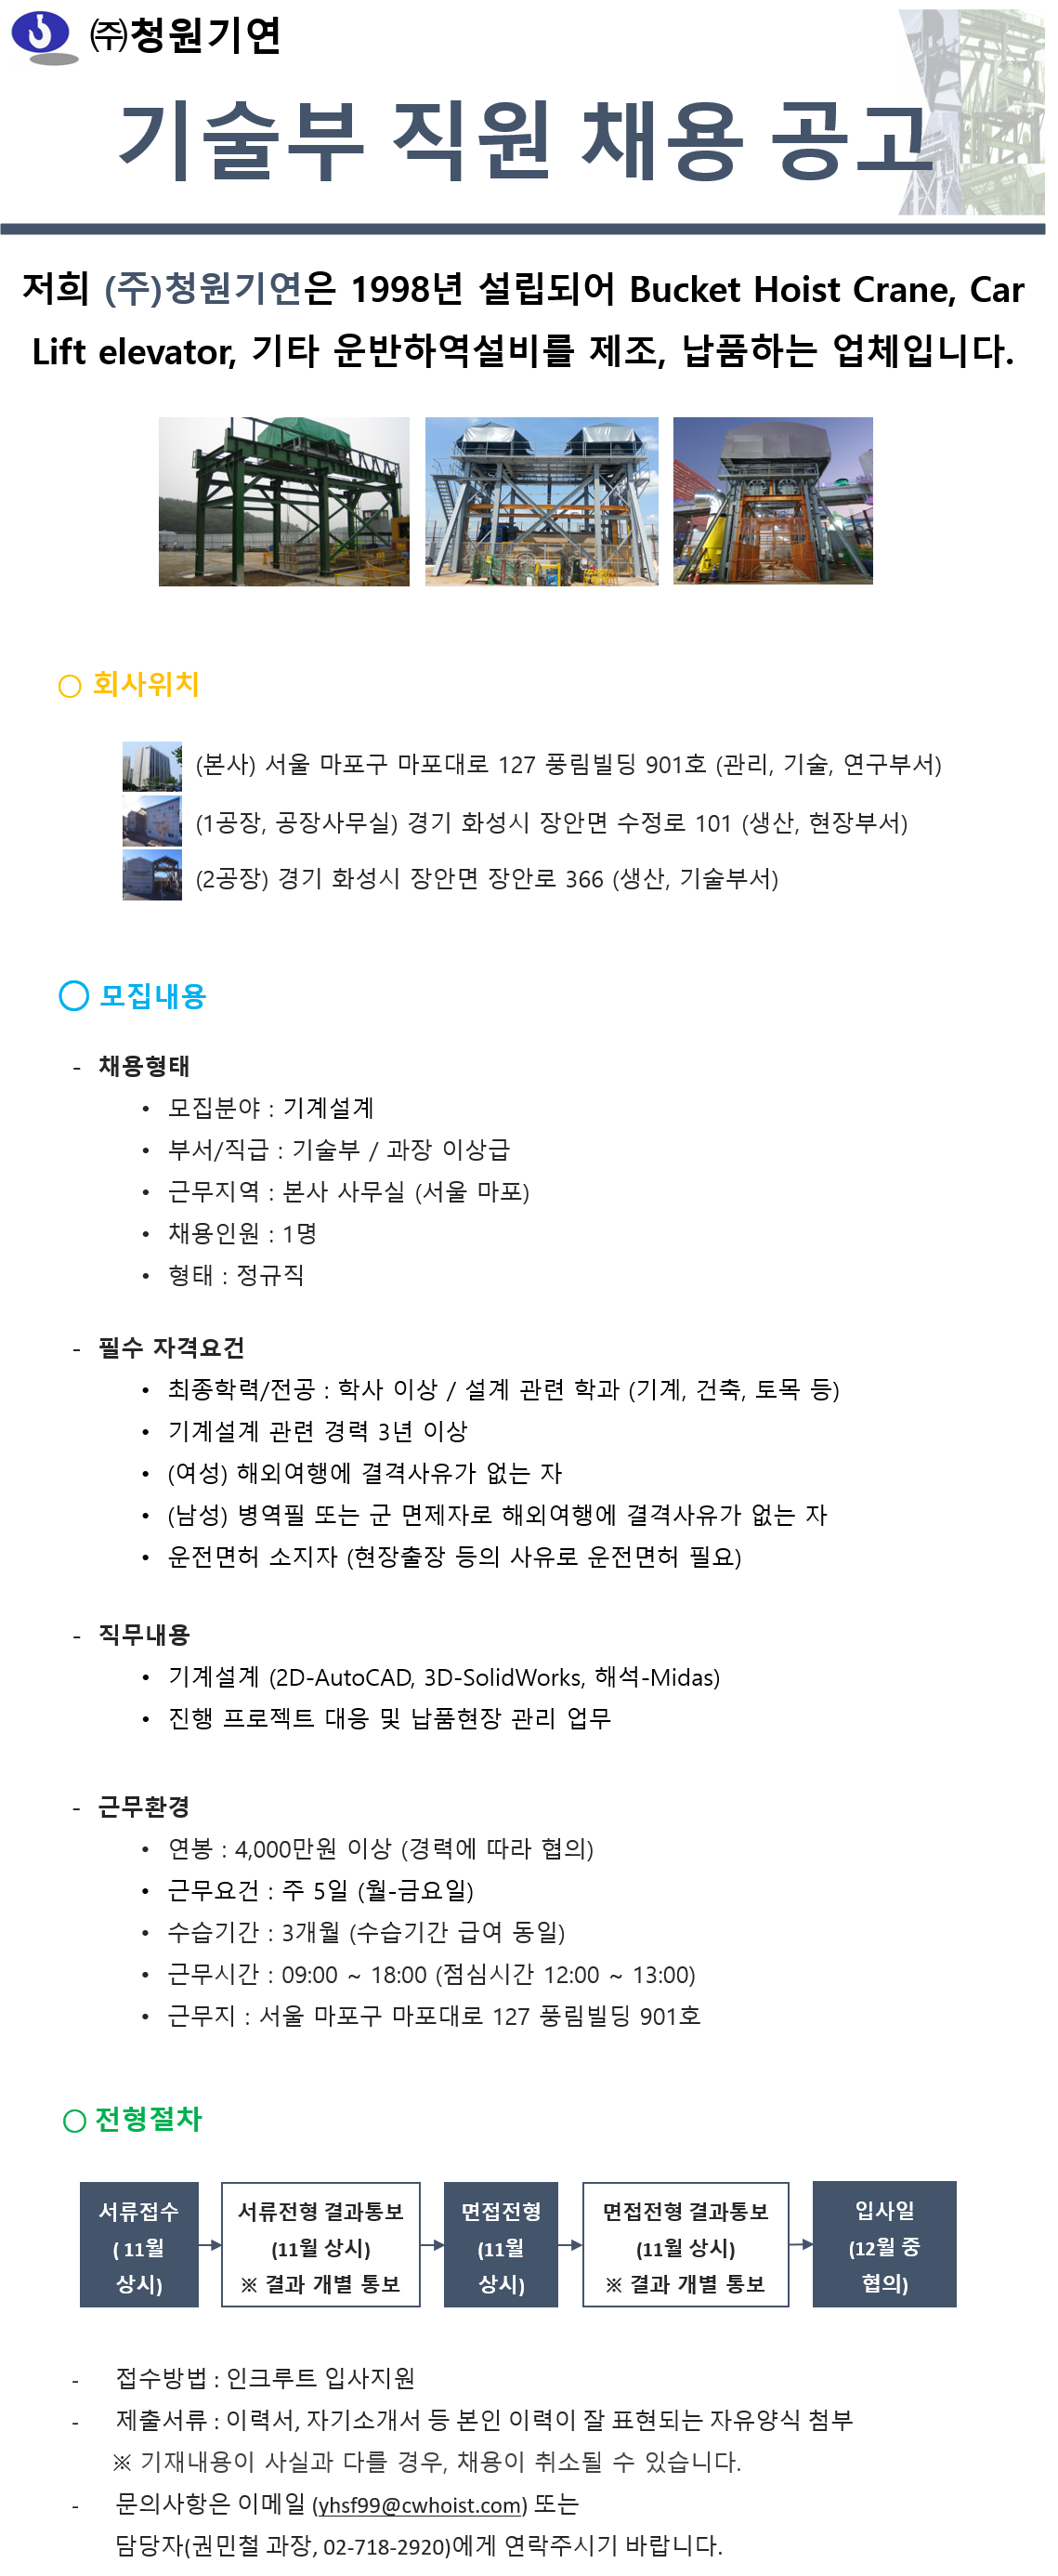 ㈜청원기연
기술부 직원 채용 공고
저희 (주)청원기연은 1998년 설립되어 Bucket Hoist Crane, Car
Lift elevator, 기타 운반하역설비를 제조, 납품하는 업체입니다.
○ 회사위치
(본사) 서울 마포구 마포대로 127 풍림빌딩 901호 (관리, 기술, 연구부서)
(1공장, 공장사무실) 경기 화성시 장안면 수정로 101 (생산, 현장부서)
(2공장) 경기 화성시 장안면 장안로 366 (생산, 기술부서)
○ 모집내용
- 채용형태
• 모집분야 : 기계설계
• 부서/직급 : 기술부 / 과장 이상급
• 근무지역 : 본사 사무실 (서울 마포)
• 채용인원 : 1명
• 형태 : 정규직
- 필수 자격요건
• 최종학력/전공 : 학사 이상 / 설계 관련 학과 (기계, 건축, 토목 등)
• 기계설계 관련 경력 3년 이상
• (여성) 해외여행에 결격사유가 없는 자
• (남성) 병역필 또는 군 면제자로 해외여행에 결격사유가 없는 자
• 운전면허 소지자 (현장출장 등의 사유로 운전면허 필요)
- 직무내용
• 기계설계 (2D-AutoCAD, 3D-SolidWorks, 해석-Midas)
• 진행 프로젝트 대응 및 납품현장 관리 업무
- 근무환경
• 연봉 : 4,000만원 이상 (경력에 따라 협의)
• 근무요건 : 주 5일 (월-금요일)
• 수습기간 : 3개월 (수습기간 급여 동일)
• 근무시간 : 09:00 ~ 18:00 (점심시간 12:00 ~ 13:00)
• 근무지 : 서울 마포구 마포대로 127 풍림빌딩 901호
○ 전형절차
서류접수
( 11월
상시)
서류전형 결과통보
(11월 상시)
※ 결과 개별 통보
면접전형
(11월
상시)
면접전형 결과통보
(11월 상시)
※ 결과 개별 통보
입사일
(12월 중
협의)
- 접수방법 : 인크루트 입사지원
- 제출서류 : 이력서, 자기소개서 등 본인 이력이 잘 표현되는 자유양식 첨부
※ 기재내용이 사실과 다를 경우, 채용이 취소될 수 있습니다.
- 문의사항은 이메일 (yhsf99@cwhoist.com) 또는
담당자(권민철 과장, 02-718-2920)에게 연락주시기 바랍니다.